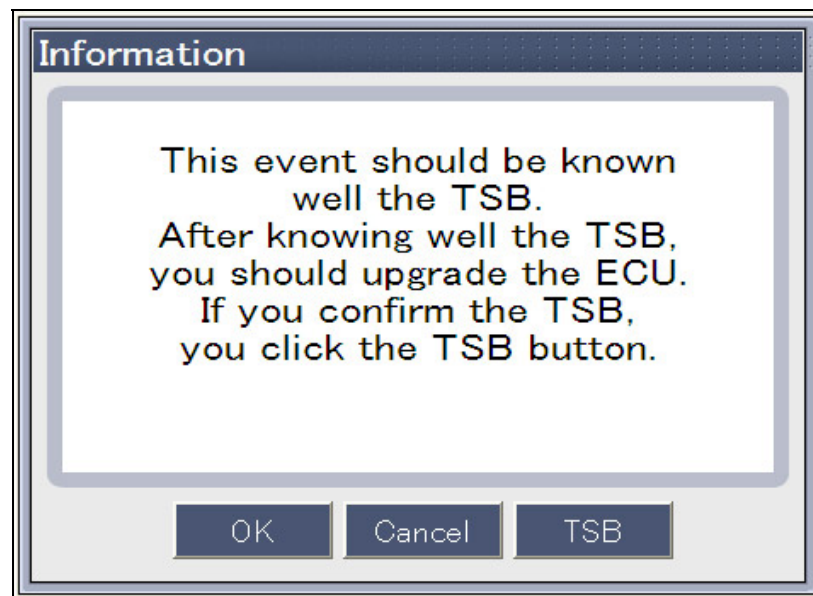 Information
This event should be known
well the TSB.
After knowing well the TSB,
you should upgrade the ECU.
If you confirm the TSB,
you click the TSB button.
OK Cancel TSB